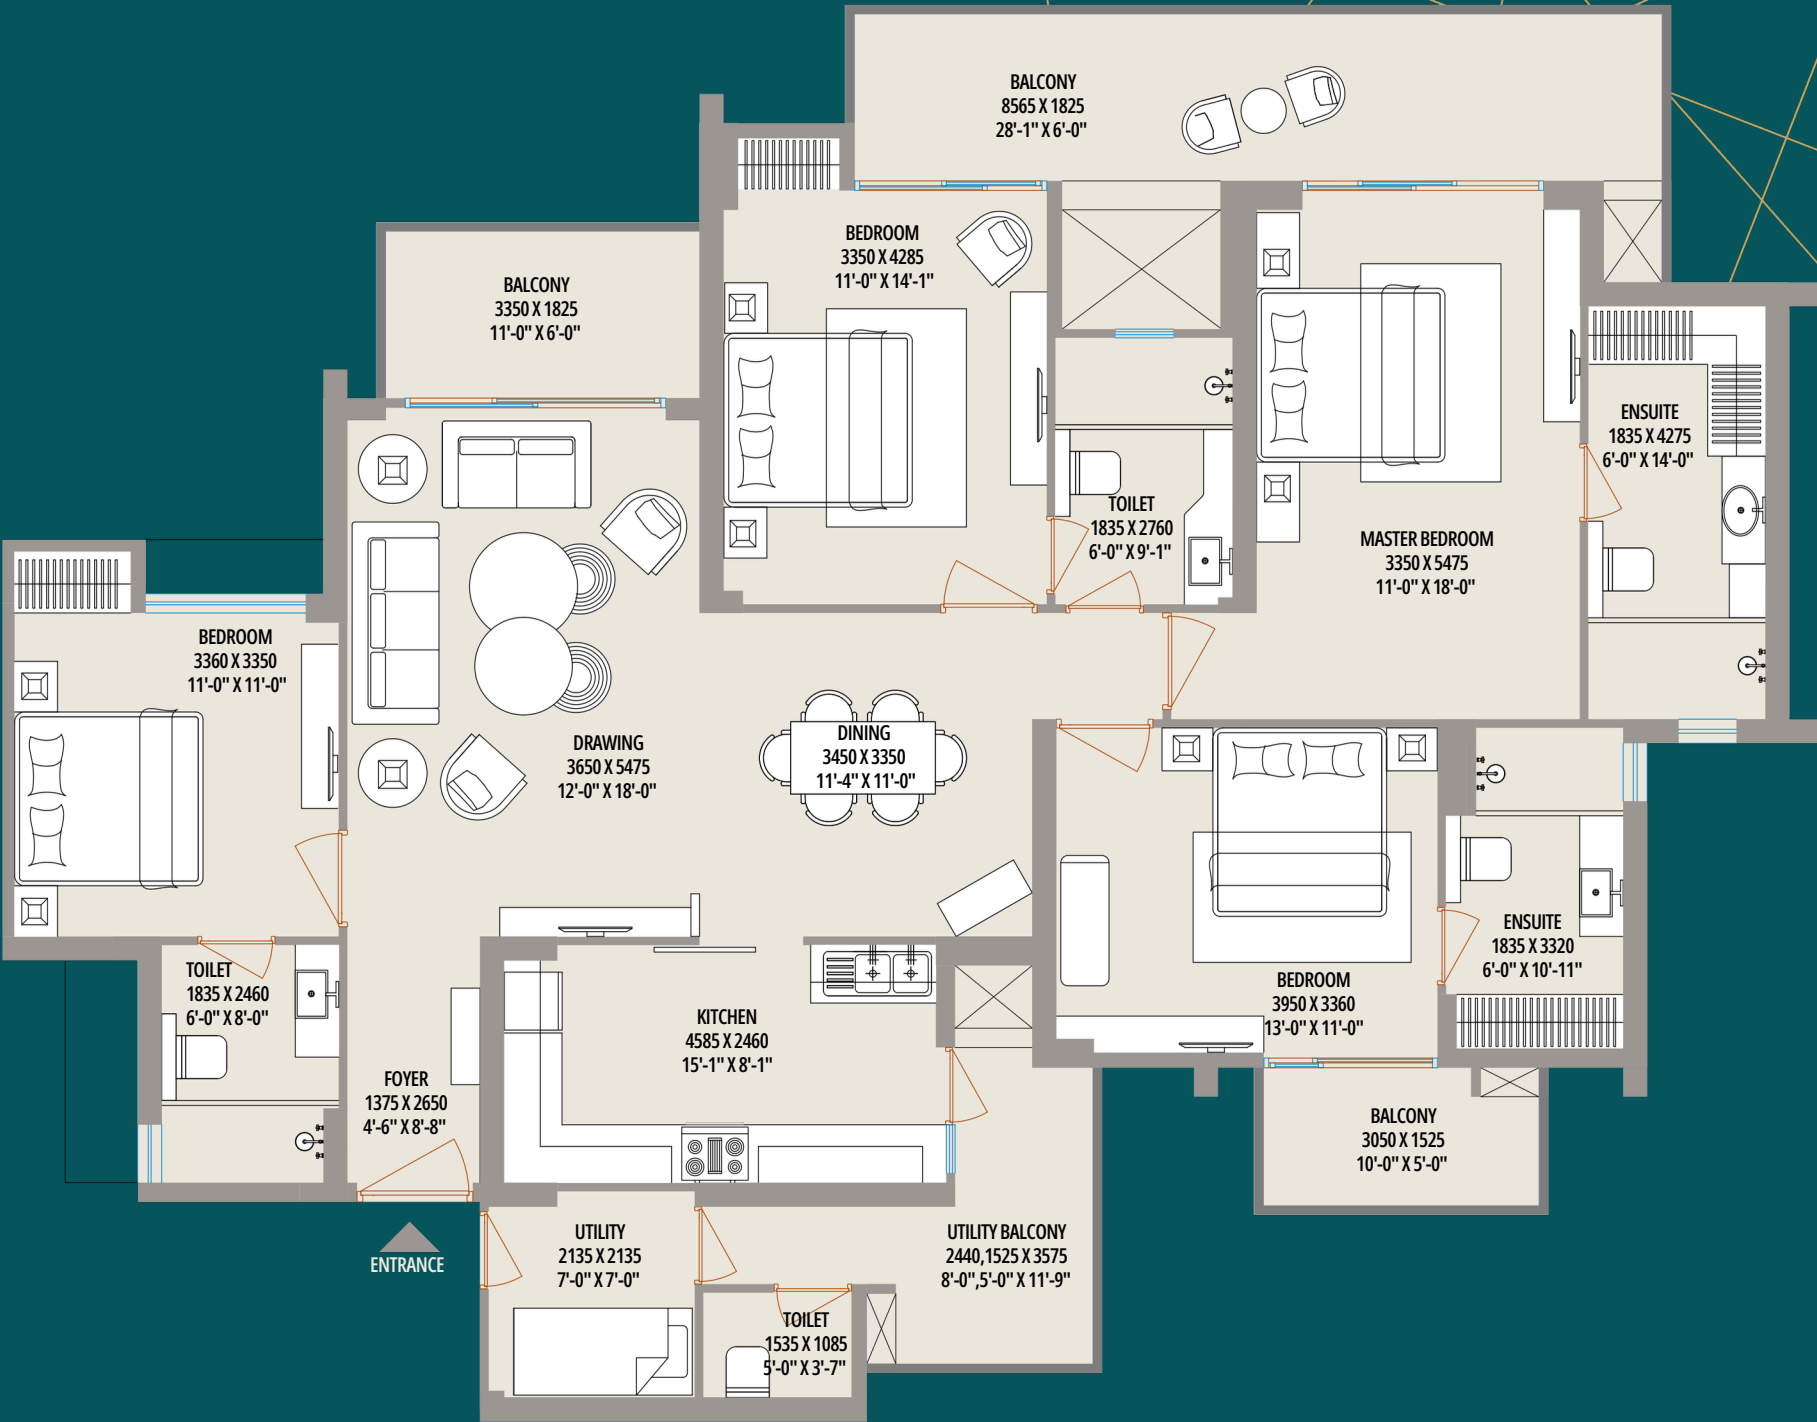 BALCONY
8565 X 1825
28'-1" X 6'-0"
BEDROOM
3350 X 4285
11'-0" X 14'-1"
BALCONY
3350 X 1825
11'-0" X 6'-0"
ENSUITE
1835 X 4275
6'-0" X 14'-0"
TOILET
1835 X 2760
6'-0" X 9'-1"
MASTER BEDROOM
3350 X 5475
11'-0" X 18'-0"
BEDROOM
3360 X 3350
11'-0" X 11'-0"
DRAWING
3650 X 5475
12'-0" X 18'-0"
DINING
3450 X 3350
11'-4" X 11'-0"
ENSUITE
1835 X 3320
6'-0" X 10'-11"
TOILET
1835 X 2460
6'-0" X 8'-0"
BEDROOM
3950 X 3360
13'-0" X 11'-0"
KITCHEN
4585 X 2460
15'-1" X 8'-1"
FOYER
1375 X 2650
4'-6" X 8'-8"
BALCONY
3050 X 1525
10'-0" X 5'-0"
ENTRANCE
UTILITY
2135 X 2135
7'-0" X 7'-0"
UTILITY BALCONY
2440,1525 X 3575
8'-0",5'-0" X 11'-9"
TOILET
1535 X 1085
5'-0" X 3'-7"